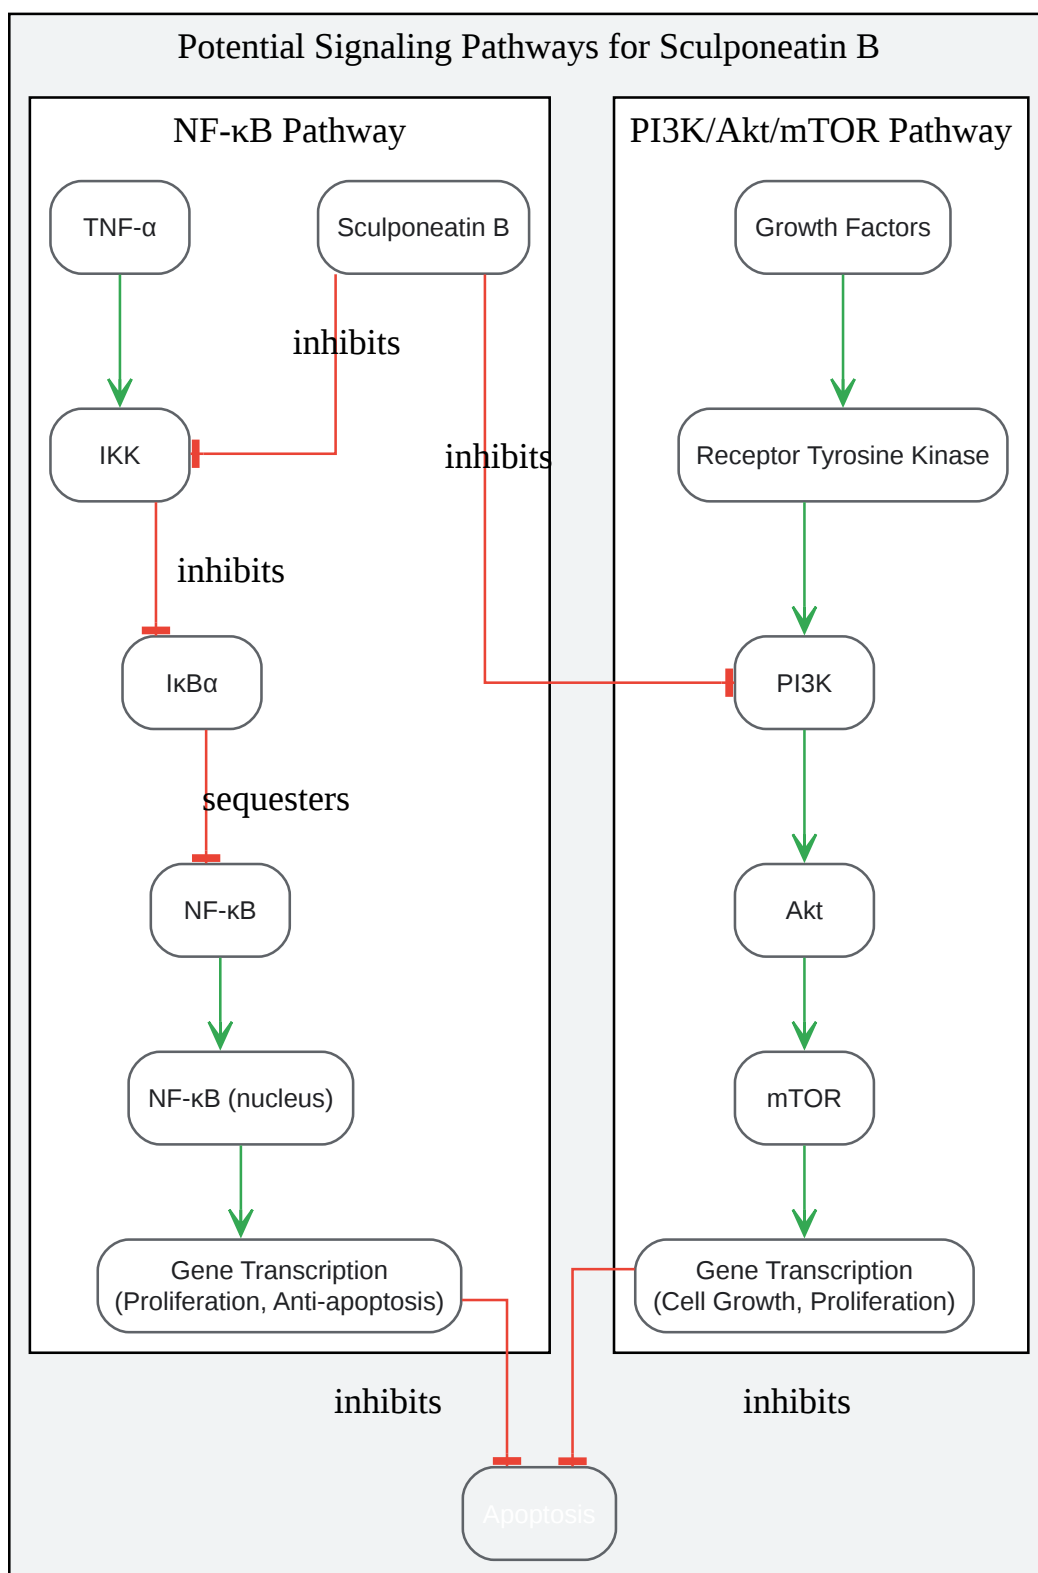 Potential Signaling Pathways for Sculponeatin B
NF-κB Pathway
TNF-α
Sculponeatin B
inhibits
IKK
inhibits
inhibits
IκBα
sequesters
NF-κB
NF-κB (nucleus)
Gene Transcription
(Proliferation, Anti-apoptosis)
PI3K/Akt/mTOR Pathway
Growth Factors
Receptor Tyrosine Kinase
PI3K
Akt
mTOR
Gene Transcription
(Cell Growth, Proliferation)
inhibits
inhibits
Apoptosis